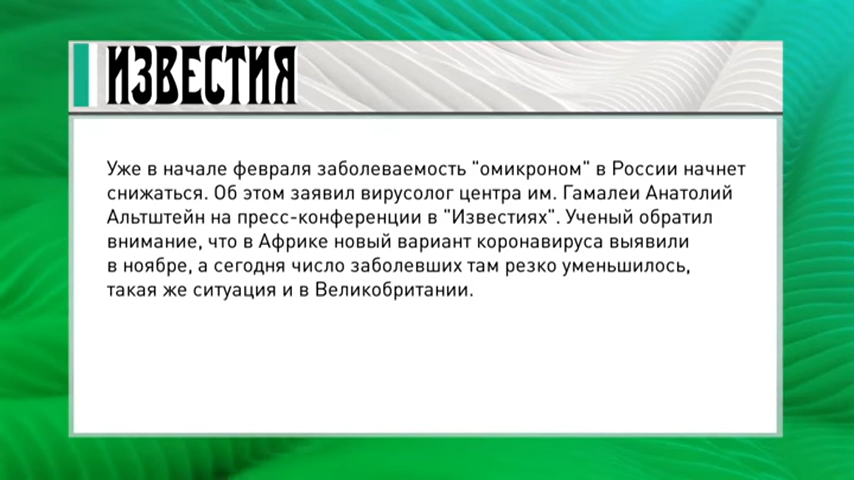 ИЗВЕСТИЯ
Уже в начале февраля заболеваемость "омикроном" в России начнет
снижаться. Об этом заявил вирусолог центра им. Гамалеи Анатолий
Альтштейн на пресс-конференции в "Известиях". Ученый обратил
внимание, что в Африке новый вариант коронавируса выявили
в ноябре, а сегодня число заболевших там резко уменьшилось,
такая же ситуация и в Великобритании.